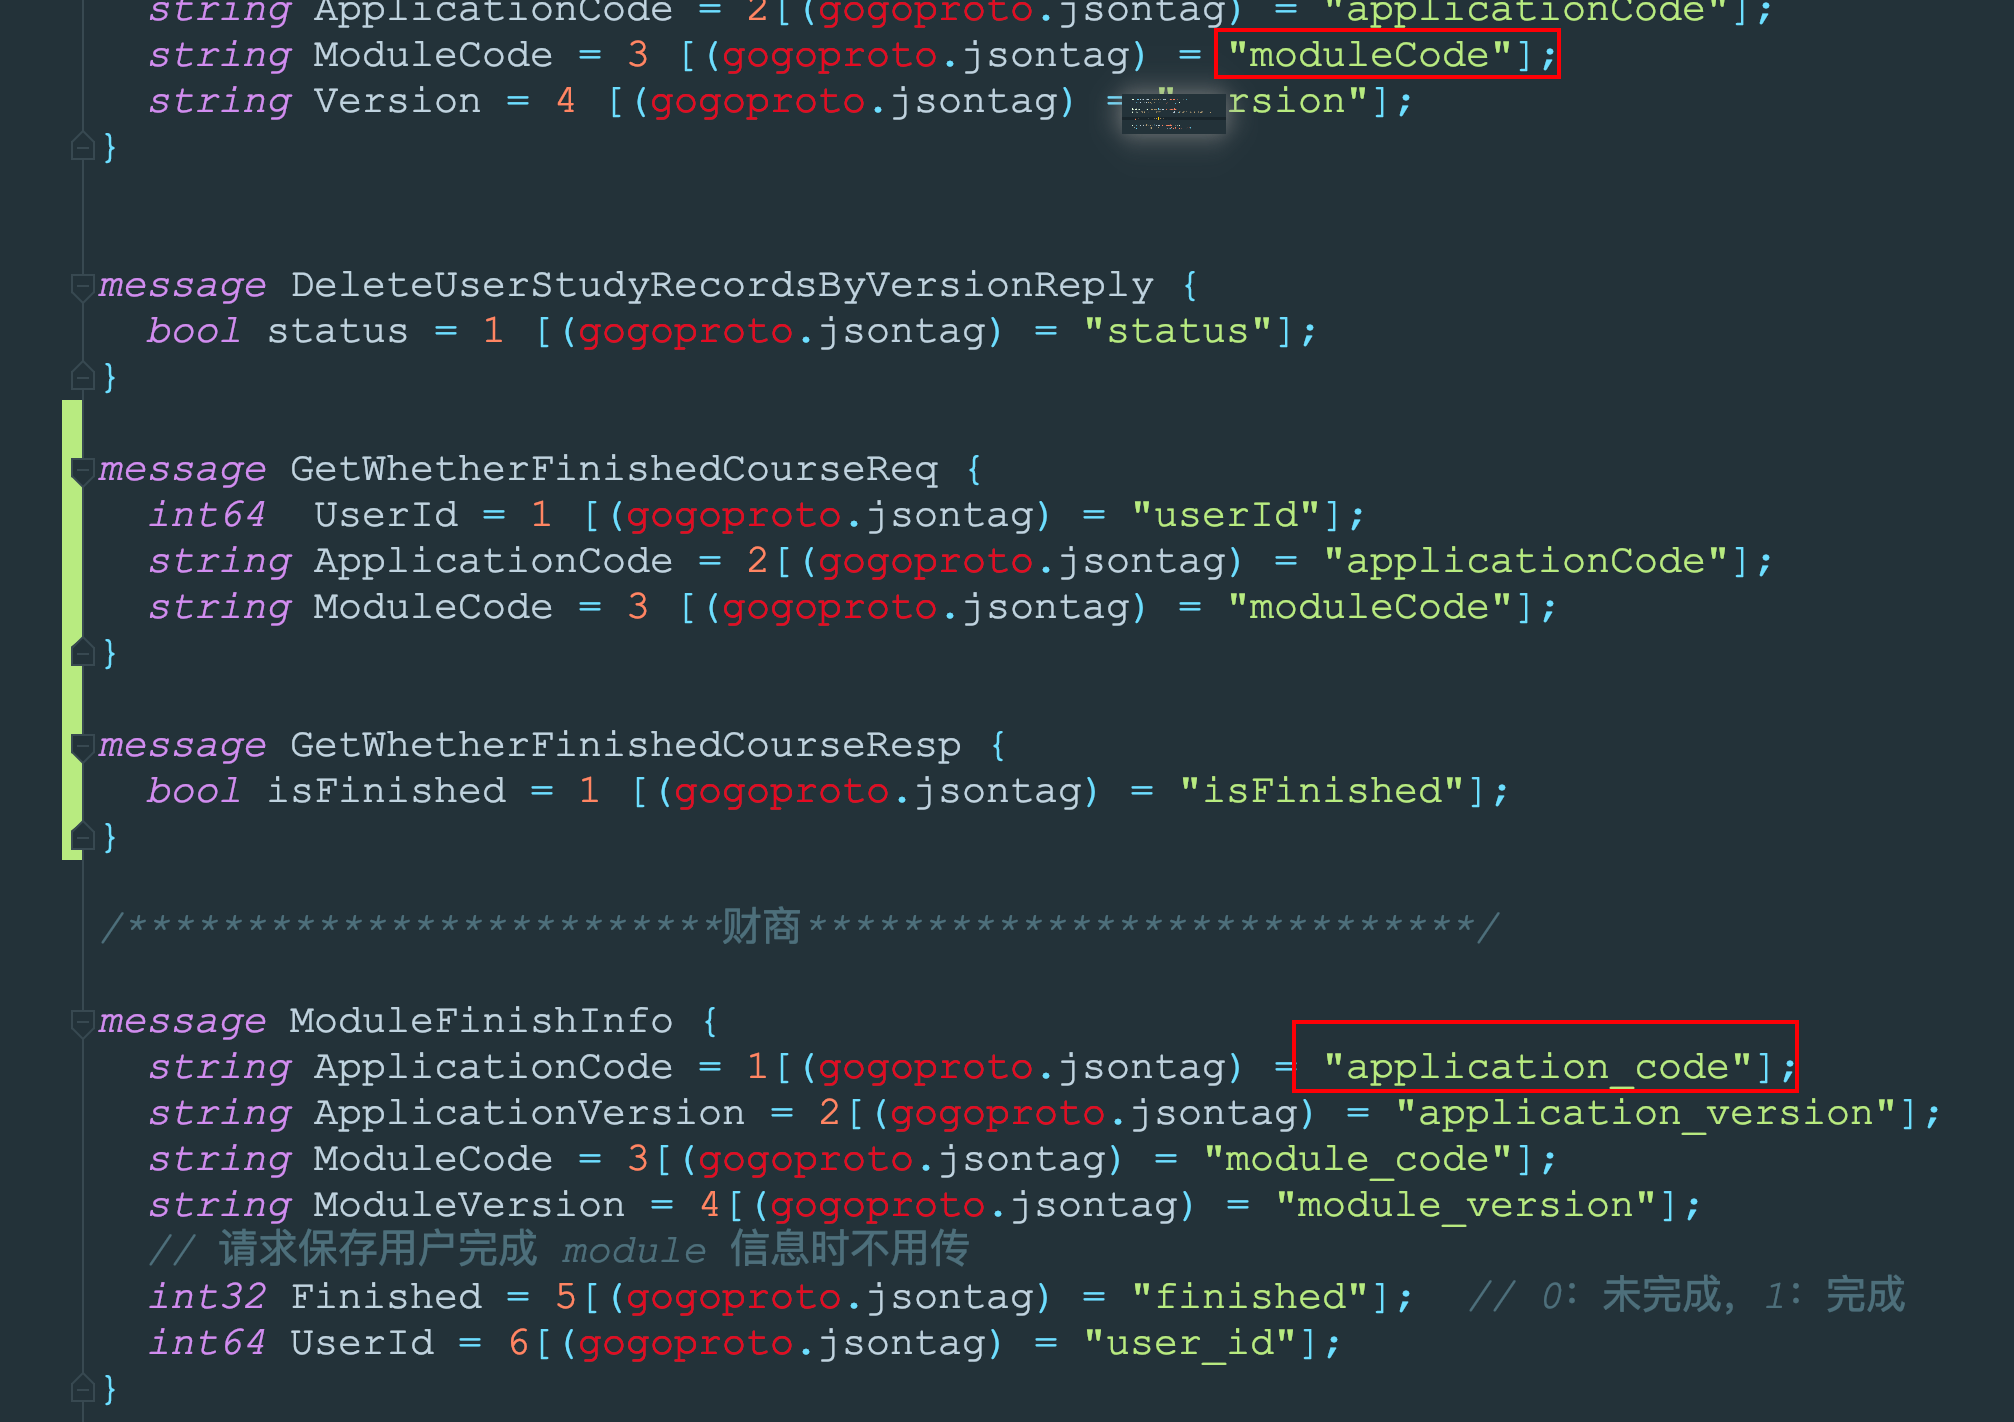 string ApplicationCode = 2[(gogoproto.jsontag) = "applicationCode"];
string ModuleCode = 3 [(gogoproto.jsontag) = "moduleCode"];
string Version = 4 [(gogoproto.jsontag) = rsion"];
}
message DeleteUserStudyRecordsByVersionReply {
bool status = 1 [(gogoproto.jsontag) = "status"];
}
message GetWhetherFinishedCourseReq {
int64  UserId = 1 [(gogoproto.jsontag) = "userId"];
string ApplicationCode = 2[(gogoproto.jsontag) = "applicationCode"];
string ModuleCode = 3 [(gogoproto.jsontag) = "moduleCode"];
}
message GetWhetherFinishedCourseResp {
bool isFinished = 1 [(gogoproto.jsontag) = "isFinished"];
}
/*************************财商****************************/
message ModuleFinishInfo {
string ApplicationCode = 1[(gogoproto.jsontag) = "application_code"];
string ApplicationVersion = 2[(gogoproto.jsontag) = "application_version"];
string ModuleCode = 3[(gogoproto.jsontag) = "module_code"];
string ModuleVersion = 4[(gogoproto.jsontag) = "module_version"];
// 请求保存用户完成 module 信息时不用传
int32 Finished = 5[(gogoproto.jsontag) = "finished"];  // 0: 未完成, 1: 完成
int64 UserId = 6[(gogoproto.jsontag) = "user_id"];
}